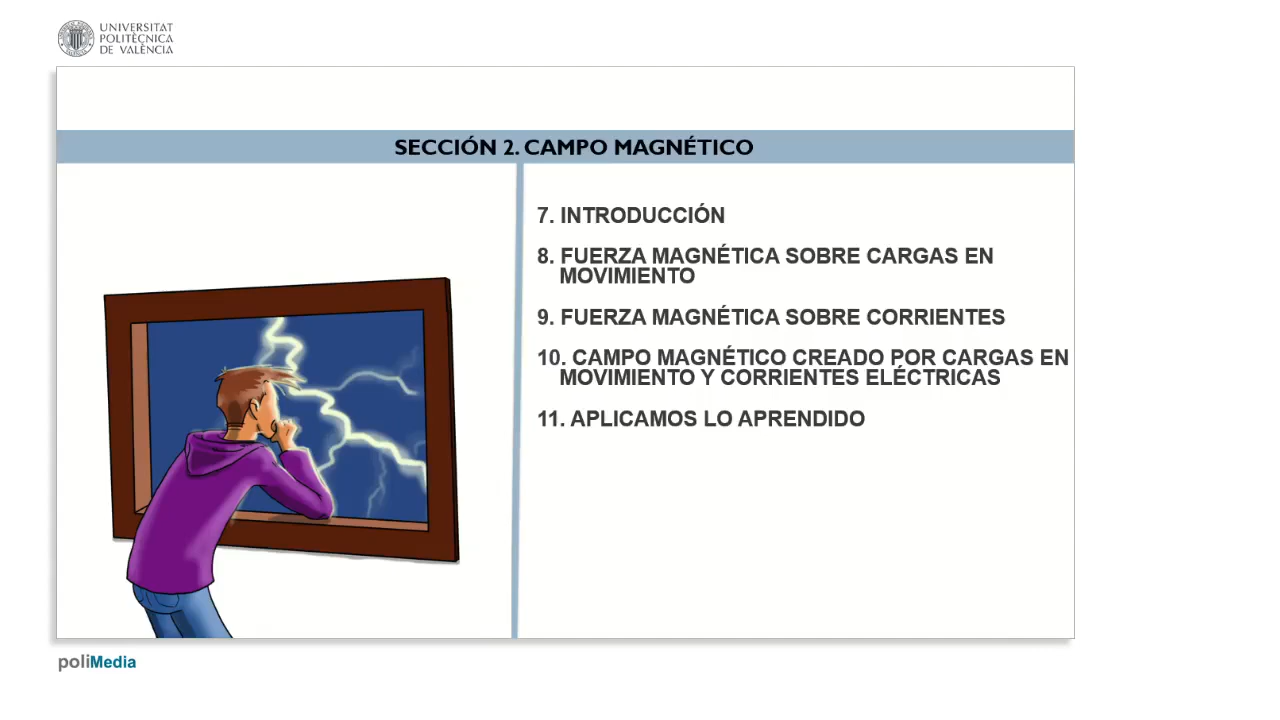 UNIVERSITAT
POLITÈCNICA
DE VALÈNCIA
SECCIÓN 2. CAMPO MAGNÉTICO
7. INTRODUCCIÓN
8. FUERZA MAGNÉTICA SOBRE CARGAS EN
MOVIMIENTO
9. FUERZA MAGNÉTICA SOBRE CORRIENTES
10. CAMPO MAGNÉTICO CREADO POR CARGAS EN
MOVIMIENTO Y CORRIENTES ELÉCTRICAS
11. APLICAMOS LO APRENDIDO
poliMedia